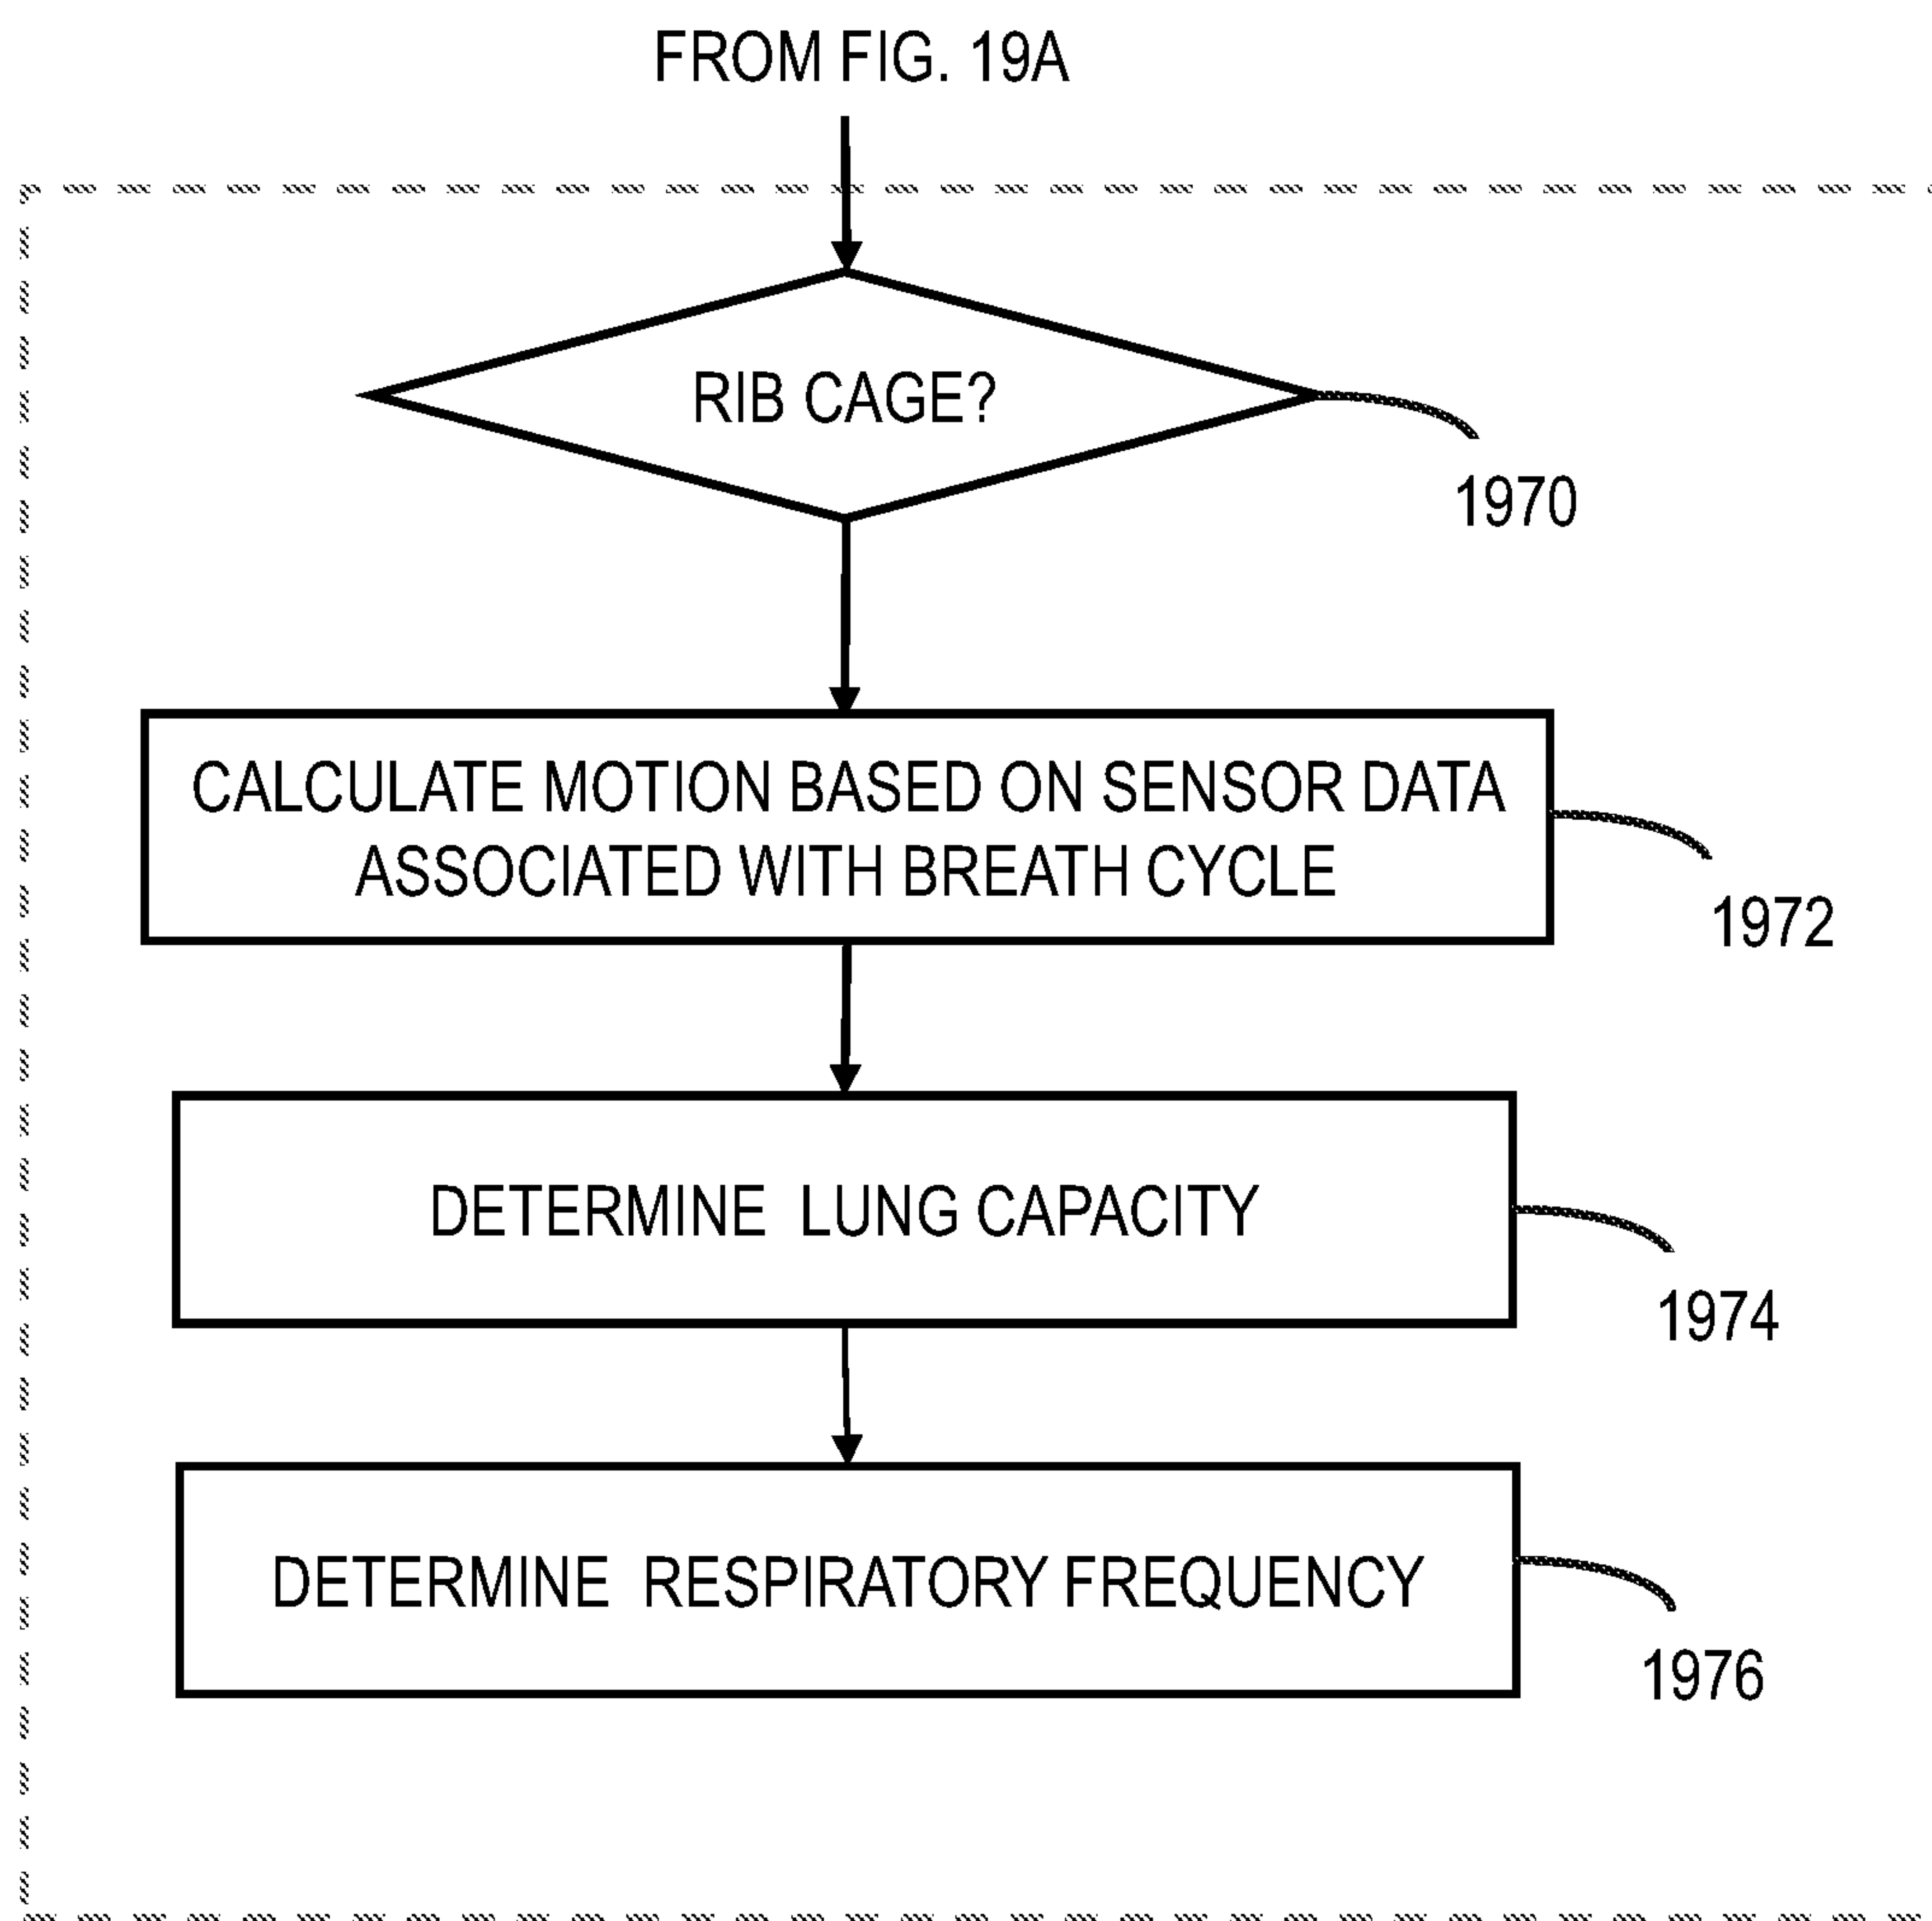 FROM FIG. 19A
RIB CAGE?
1970
CALCULATE MOTION BASED ON SENSOR DATA
ASSOCIATED WITH BREATH CYCLE
1972
DETERMINE LUNG CAPACITY
1974
DETERMINE RESPIRATORY FREQUENCY
1976